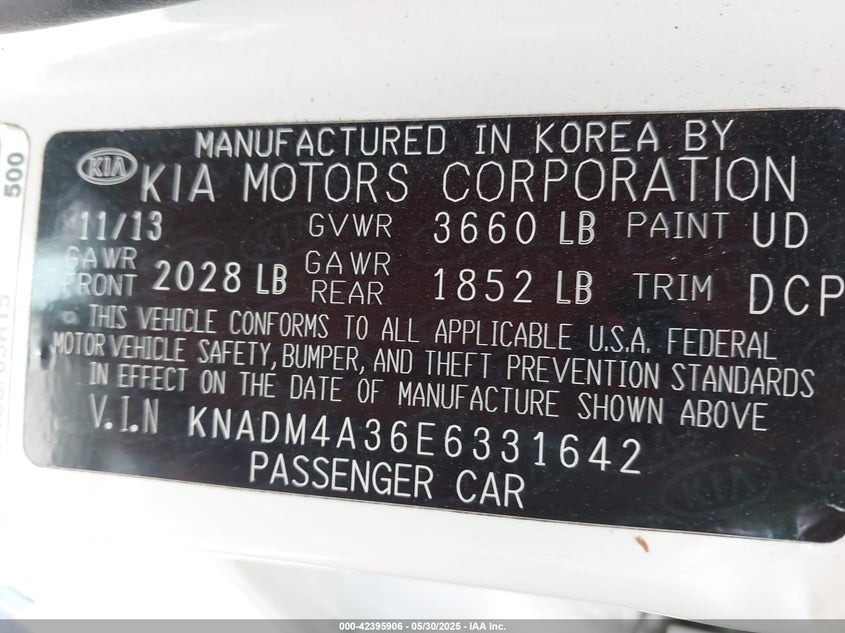 MANUFACTURED IN KOREA BY
KIA KIA MOTORS CORPORATION
11/13 GVWR 3660 LB PAINT UD
GAWR FRONT 2028 LB GAWR REAR 1852 LB TRIM DCP
THIS VEHICLE CONFORMS TO ALL APPLICABLE U.S.A. FEDERAL
MOTOR VEHICLE SAFETY, BUMPER, AND THEFT PREVENTION STANDARDS
IN EFFECT ON THE DATE OF MANUFACTURE SHOWN ABOVE
V.I.N KNADM4A36E6331642
PASSENGER CAR
500
000-42395906 - 05/30/2025 - IAA Inc.